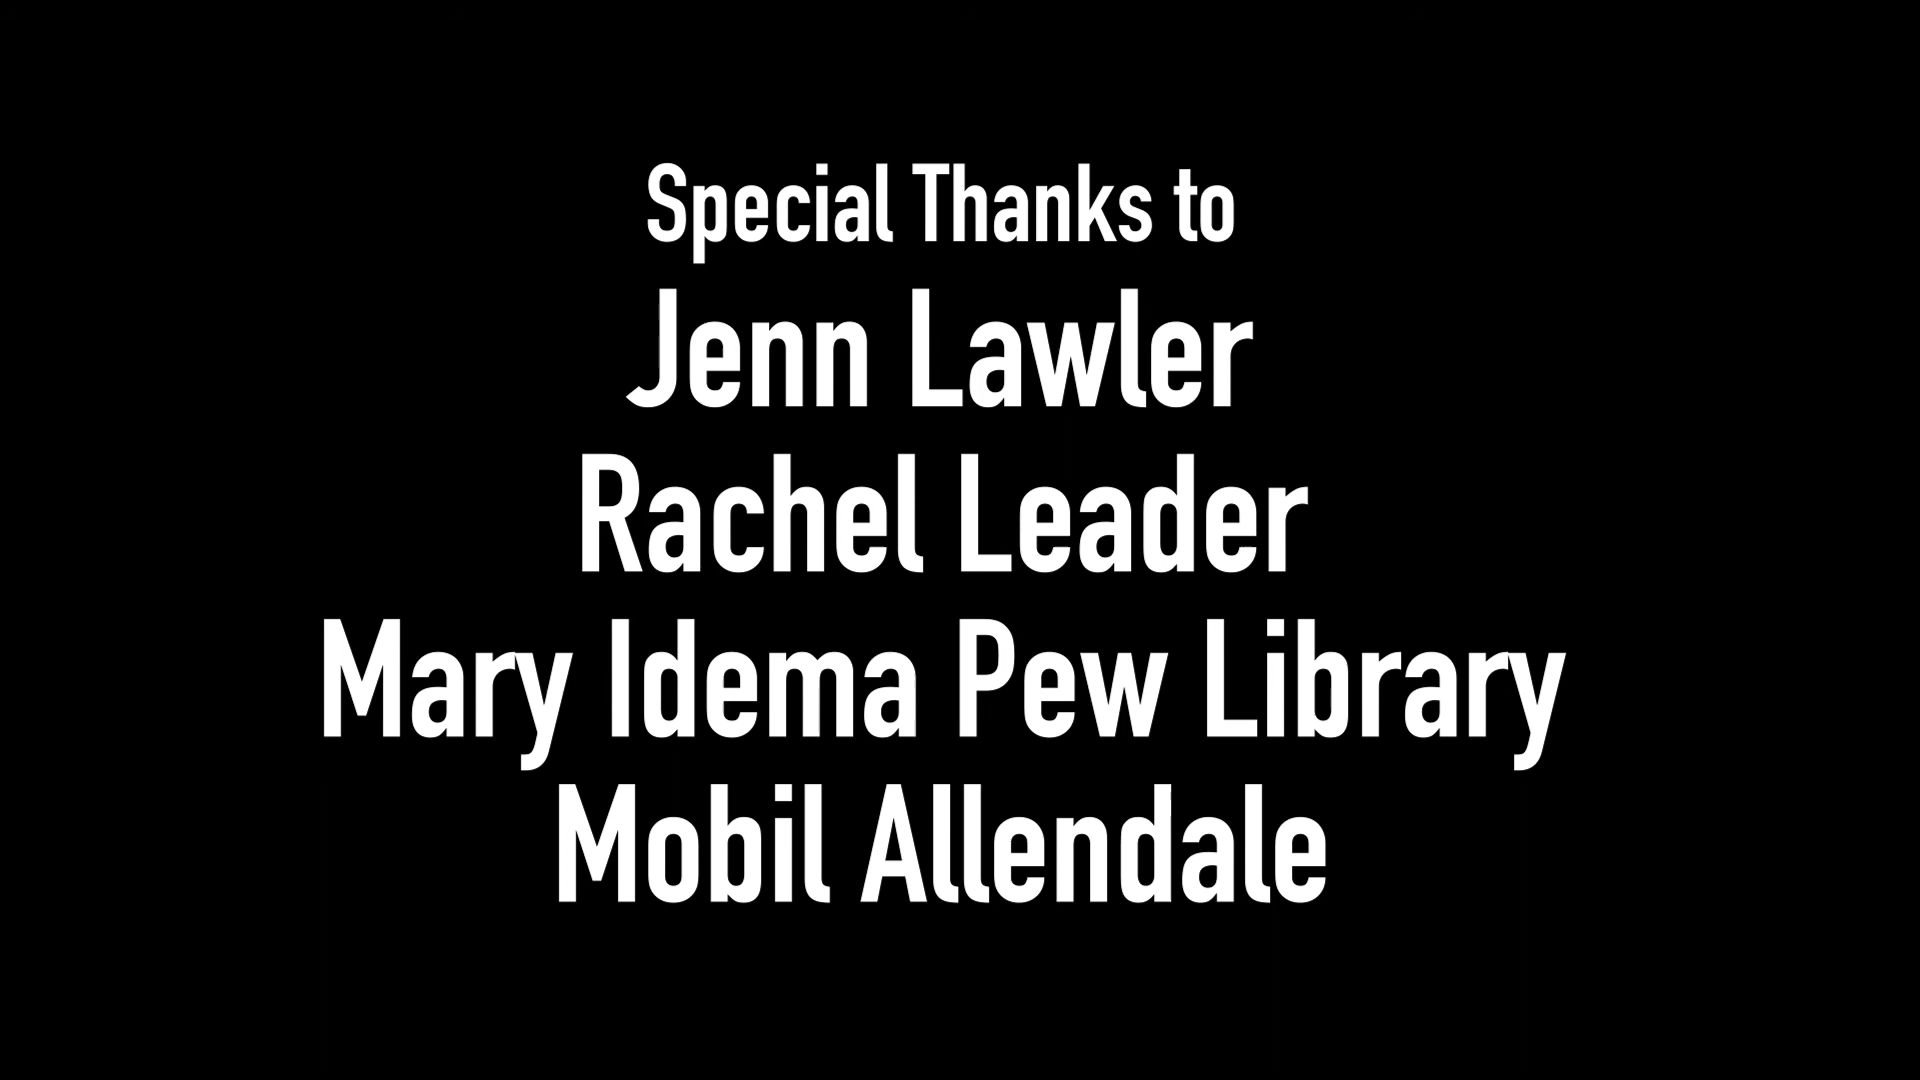 Special Thanks to
Jenn Lawler
Rachel Leader
Mary Idema Pew Library
Mobil Allendale